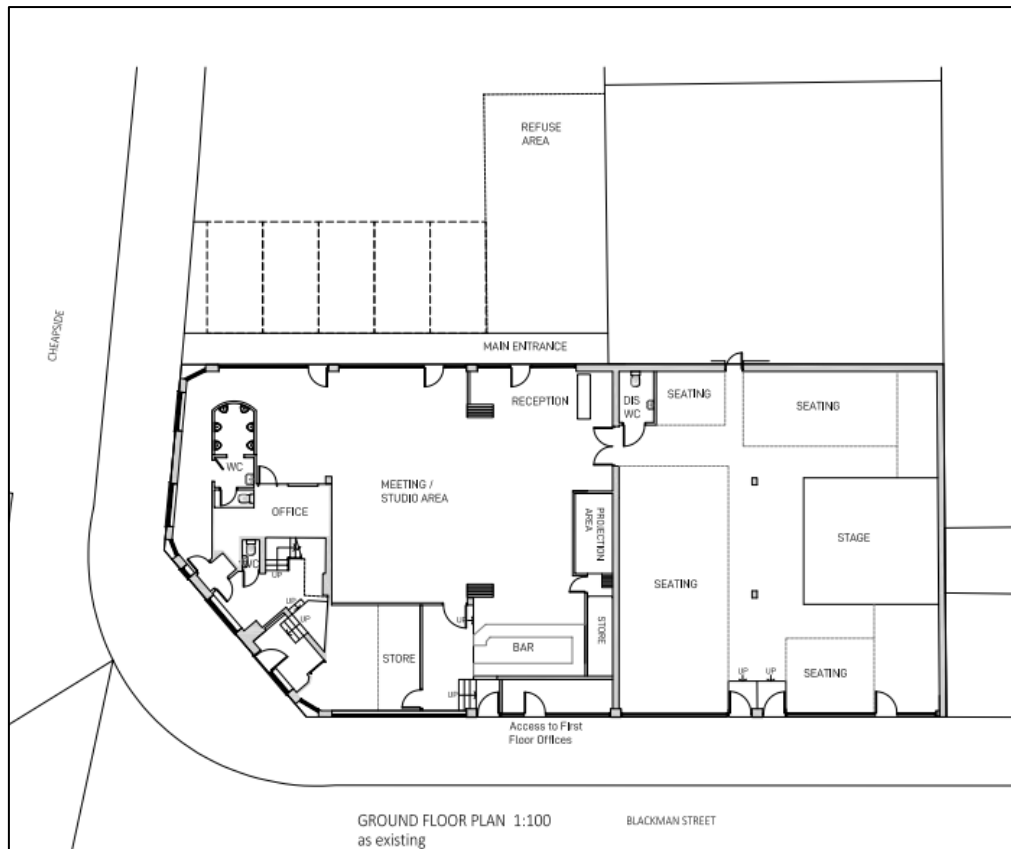 REFUSE
AREA
CHEAPSIDE
MAIN ENTRANCE
RECEPTION
DIS
WC
SEATING
SEATING
WC
MEETING /
STUDIO AREA
OFFICE
PROJECTION
AREA
STAGE
WC
UP
SEATING
UP
UP
UP
STORE
BAR
STORE
SEATING
UP
UP
UP
Access to First
Floor Offices
GROUND FLOOR PLAN 1:100
as existing
BLACKMAN STREET